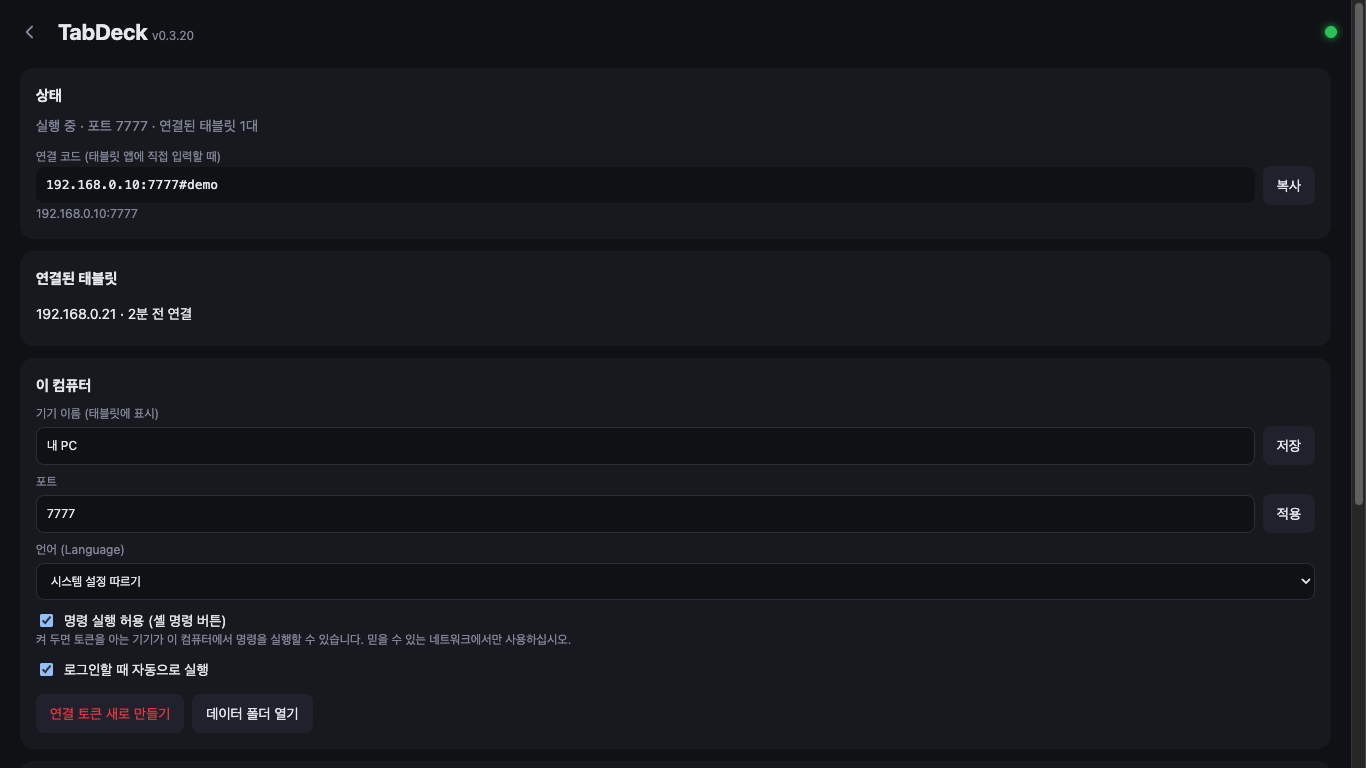 TabDeck v0.3.20
상태
실행 중 · 포트 7777 · 연결된 태블릿 1대
연결 코드 (태블릿 앱에 직접 입력할 때)
192.168.0.10:7777#demo
복사
192.168.0.10:7777
연결된 태블릿
192.168.0.21 · 2분 전 연결
이 컴퓨터
기기 이름 (태블릿에 표시)
내 PC
저장
포트
7777
적용
언어 (Language)
시스템 설정 따르기
명령 실행 허용 (셸 명령 버튼)
켜 두면 토큰을 아는 기기가 이 컴퓨터에서 명령을 실행할 수 있습니다. 믿을 수 있는 네트워크에서만 사용하십시오.
로그인할 때 자동으로 실행
연결 토큰 새로 만들기
데이터 폴더 열기